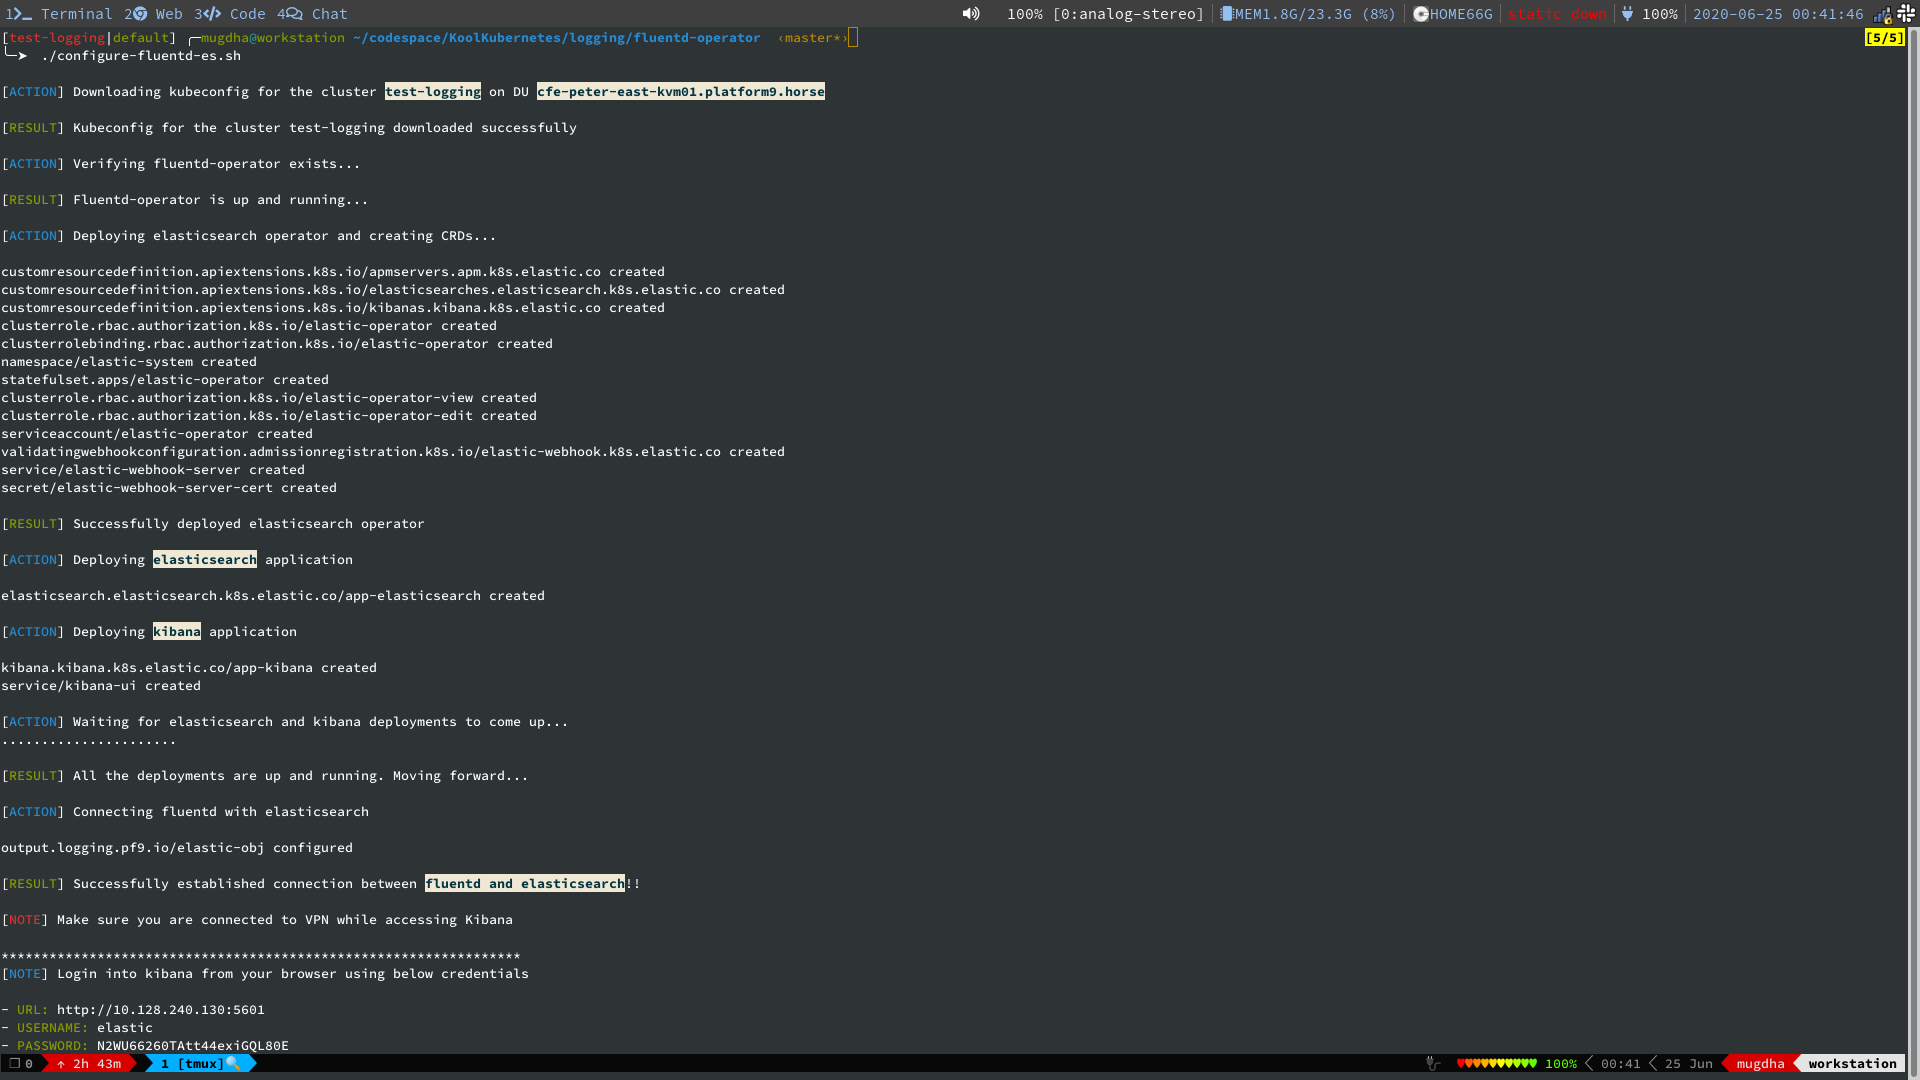 1 Terminal 2 Web 3</> Code 4 Chat 100% [0:analog-stereo] MEM1.8G/23.3G (8%) HOME66G static down 100% 2020-06-25 00:41:46
[test-logging|default] ╭─mugdha@workstation ~/codespace/KoolKubernetes/logging/fluentd-operator ‹master*› [5/5]
╰─➤ ./configure-fluentd-es.sh
[ACTION] Downloading kubeconfig for the cluster test-logging on DU cfe-peter-east-kvm01.platform9.horse
[RESULT] Kubeconfig for the cluster test-logging downloaded successfully
[ACTION] Verifying fluentd-operator exists...
[RESULT] Fluentd-operator is up and running...
[ACTION] Deploying elasticsearch operator and creating CRDs...
customresourcedefinition.apiextensions.k8s.io/apmservers.apm.k8s.elastic.co created
customresourcedefinition.apiextensions.k8s.io/elasticsearches.elasticsearch.k8s.elastic.co created
customresourcedefinition.apiextensions.k8s.io/kibanas.kibana.k8s.elastic.co created
clusterrole.rbac.authorization.k8s.io/elastic-operator created
clusterrolebinding.rbac.authorization.k8s.io/elastic-operator created
namespace/elastic-system created
statefulset.apps/elastic-operator created
clusterrole.rbac.authorization.k8s.io/elastic-operator-view created
clusterrole.rbac.authorization.k8s.io/elastic-operator-edit created
serviceaccount/elastic-operator created
validatingwebhookconfiguration.admissionregistration.k8s.io/elastic-webhook.k8s.elastic.co created
service/elastic-webhook-server created
secret/elastic-webhook-server-cert created
[RESULT] Successfully deployed elasticsearch operator
[ACTION] Deploying elasticsearch application
elasticsearch.elasticsearch.k8s.elastic.co/app-elasticsearch created
[ACTION] Deploying kibana application
kibana.kibana.k8s.elastic.co/app-kibana created
service/kibana-ui created
[ACTION] Waiting for elasticsearch and kibana deployments to come up...
......................
[RESULT] All the deployments are up and running. Moving forward...
[ACTION] Connecting fluentd with elasticsearch
output.logging.pf9.io/elastic-obj configured
[RESULT] Successfully established connection between fluentd and elasticsearch!!
[NOTE] Make sure you are connected to VPN while accessing Kibana
*****************************************************************
[NOTE] Login into kibana from your browser using below credentials
- URL: http://10.128.240.130:5601
- USERNAME: elastic
- PASSWORD: N2WU66260TAtt44exiGQL80E
❐ 0 ↑ 2h 43m 1 [tmux] ♥♥♥♥♥♥♥♥♥♥ 100% 00:41 25 Jun mugdha workstation